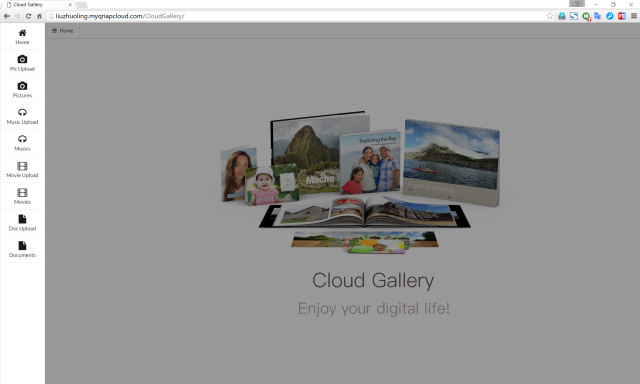 Cloud Gallery
liuzhuoling.myqnapcloud.com/CloudGallery/
Home
Home
Pic Upload
Pictures
Music Upload
Musics
Movie Upload
Movies
Doc Upload
Documents
Exploring the Bay
Machu
Cloud Gallery
Enjoy your digital life!